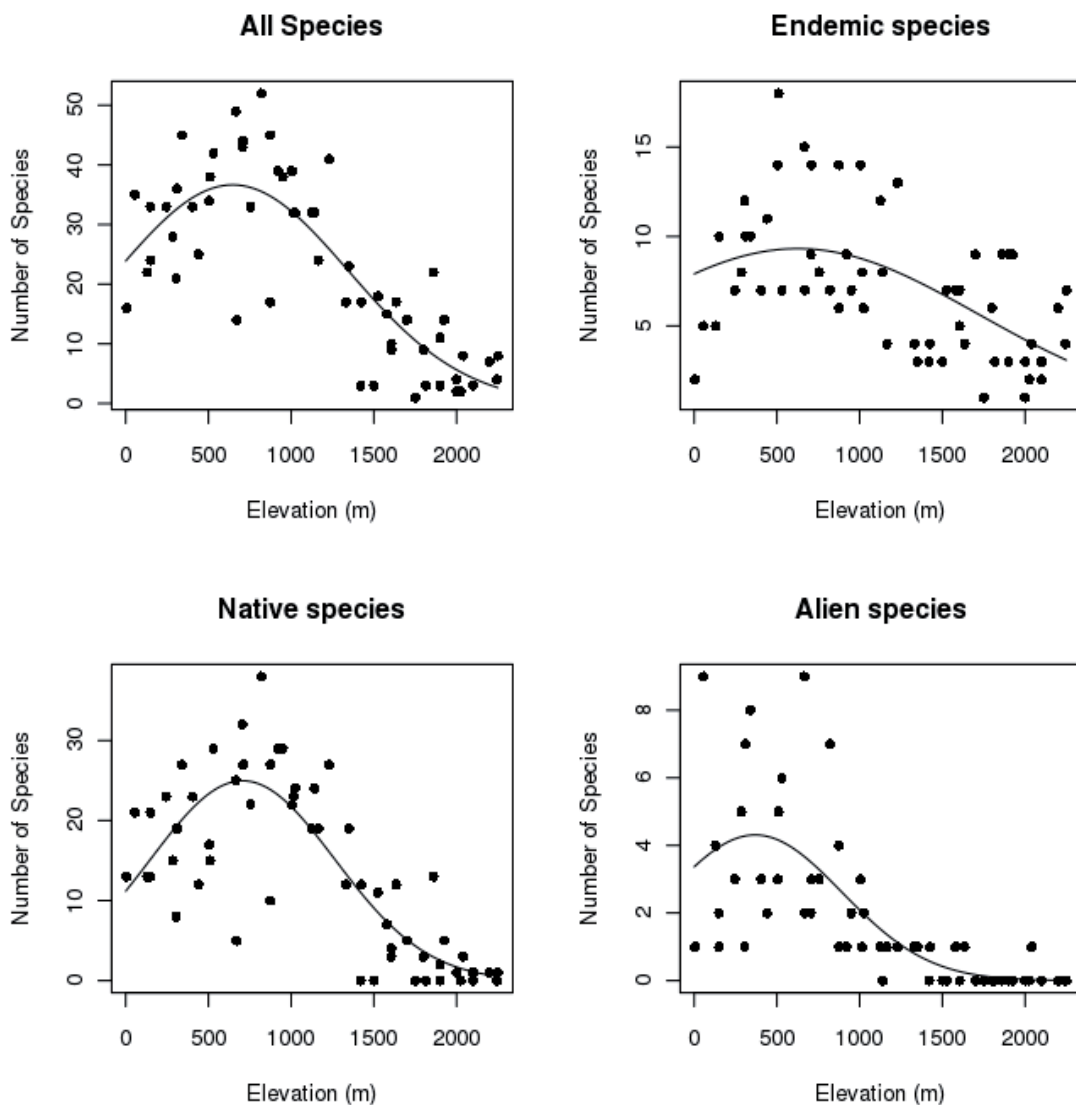 All Species
Number of Species
50
40
30
20
10
0
0 500 1000 1500 2000
Elevation (m)
Endemic species
Number of Species
15
10
5
0 500 1000 1500 2000
Elevation (m)
Native species
Number of Species
30
20
10
0
0 500 1000 1500 2000
Elevation (m)
Alien species
Number of Species
8
6
4
2
0
0 500 1000 1500 2000
Elevation (m)